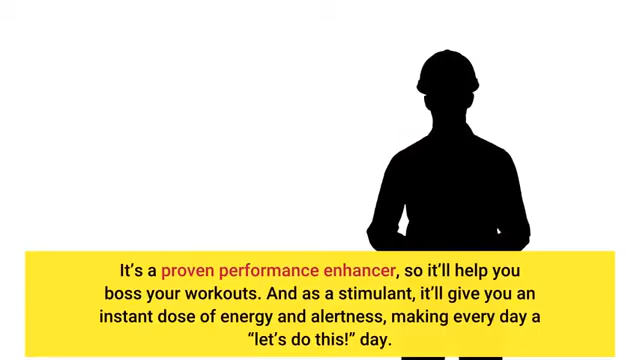 It’s a proven performance enhancer, so it’ll help you
boss your workouts. And as a stimulant, it’ll give you an
instant dose of energy and alertness, making every day a
“let’s do this!” day.